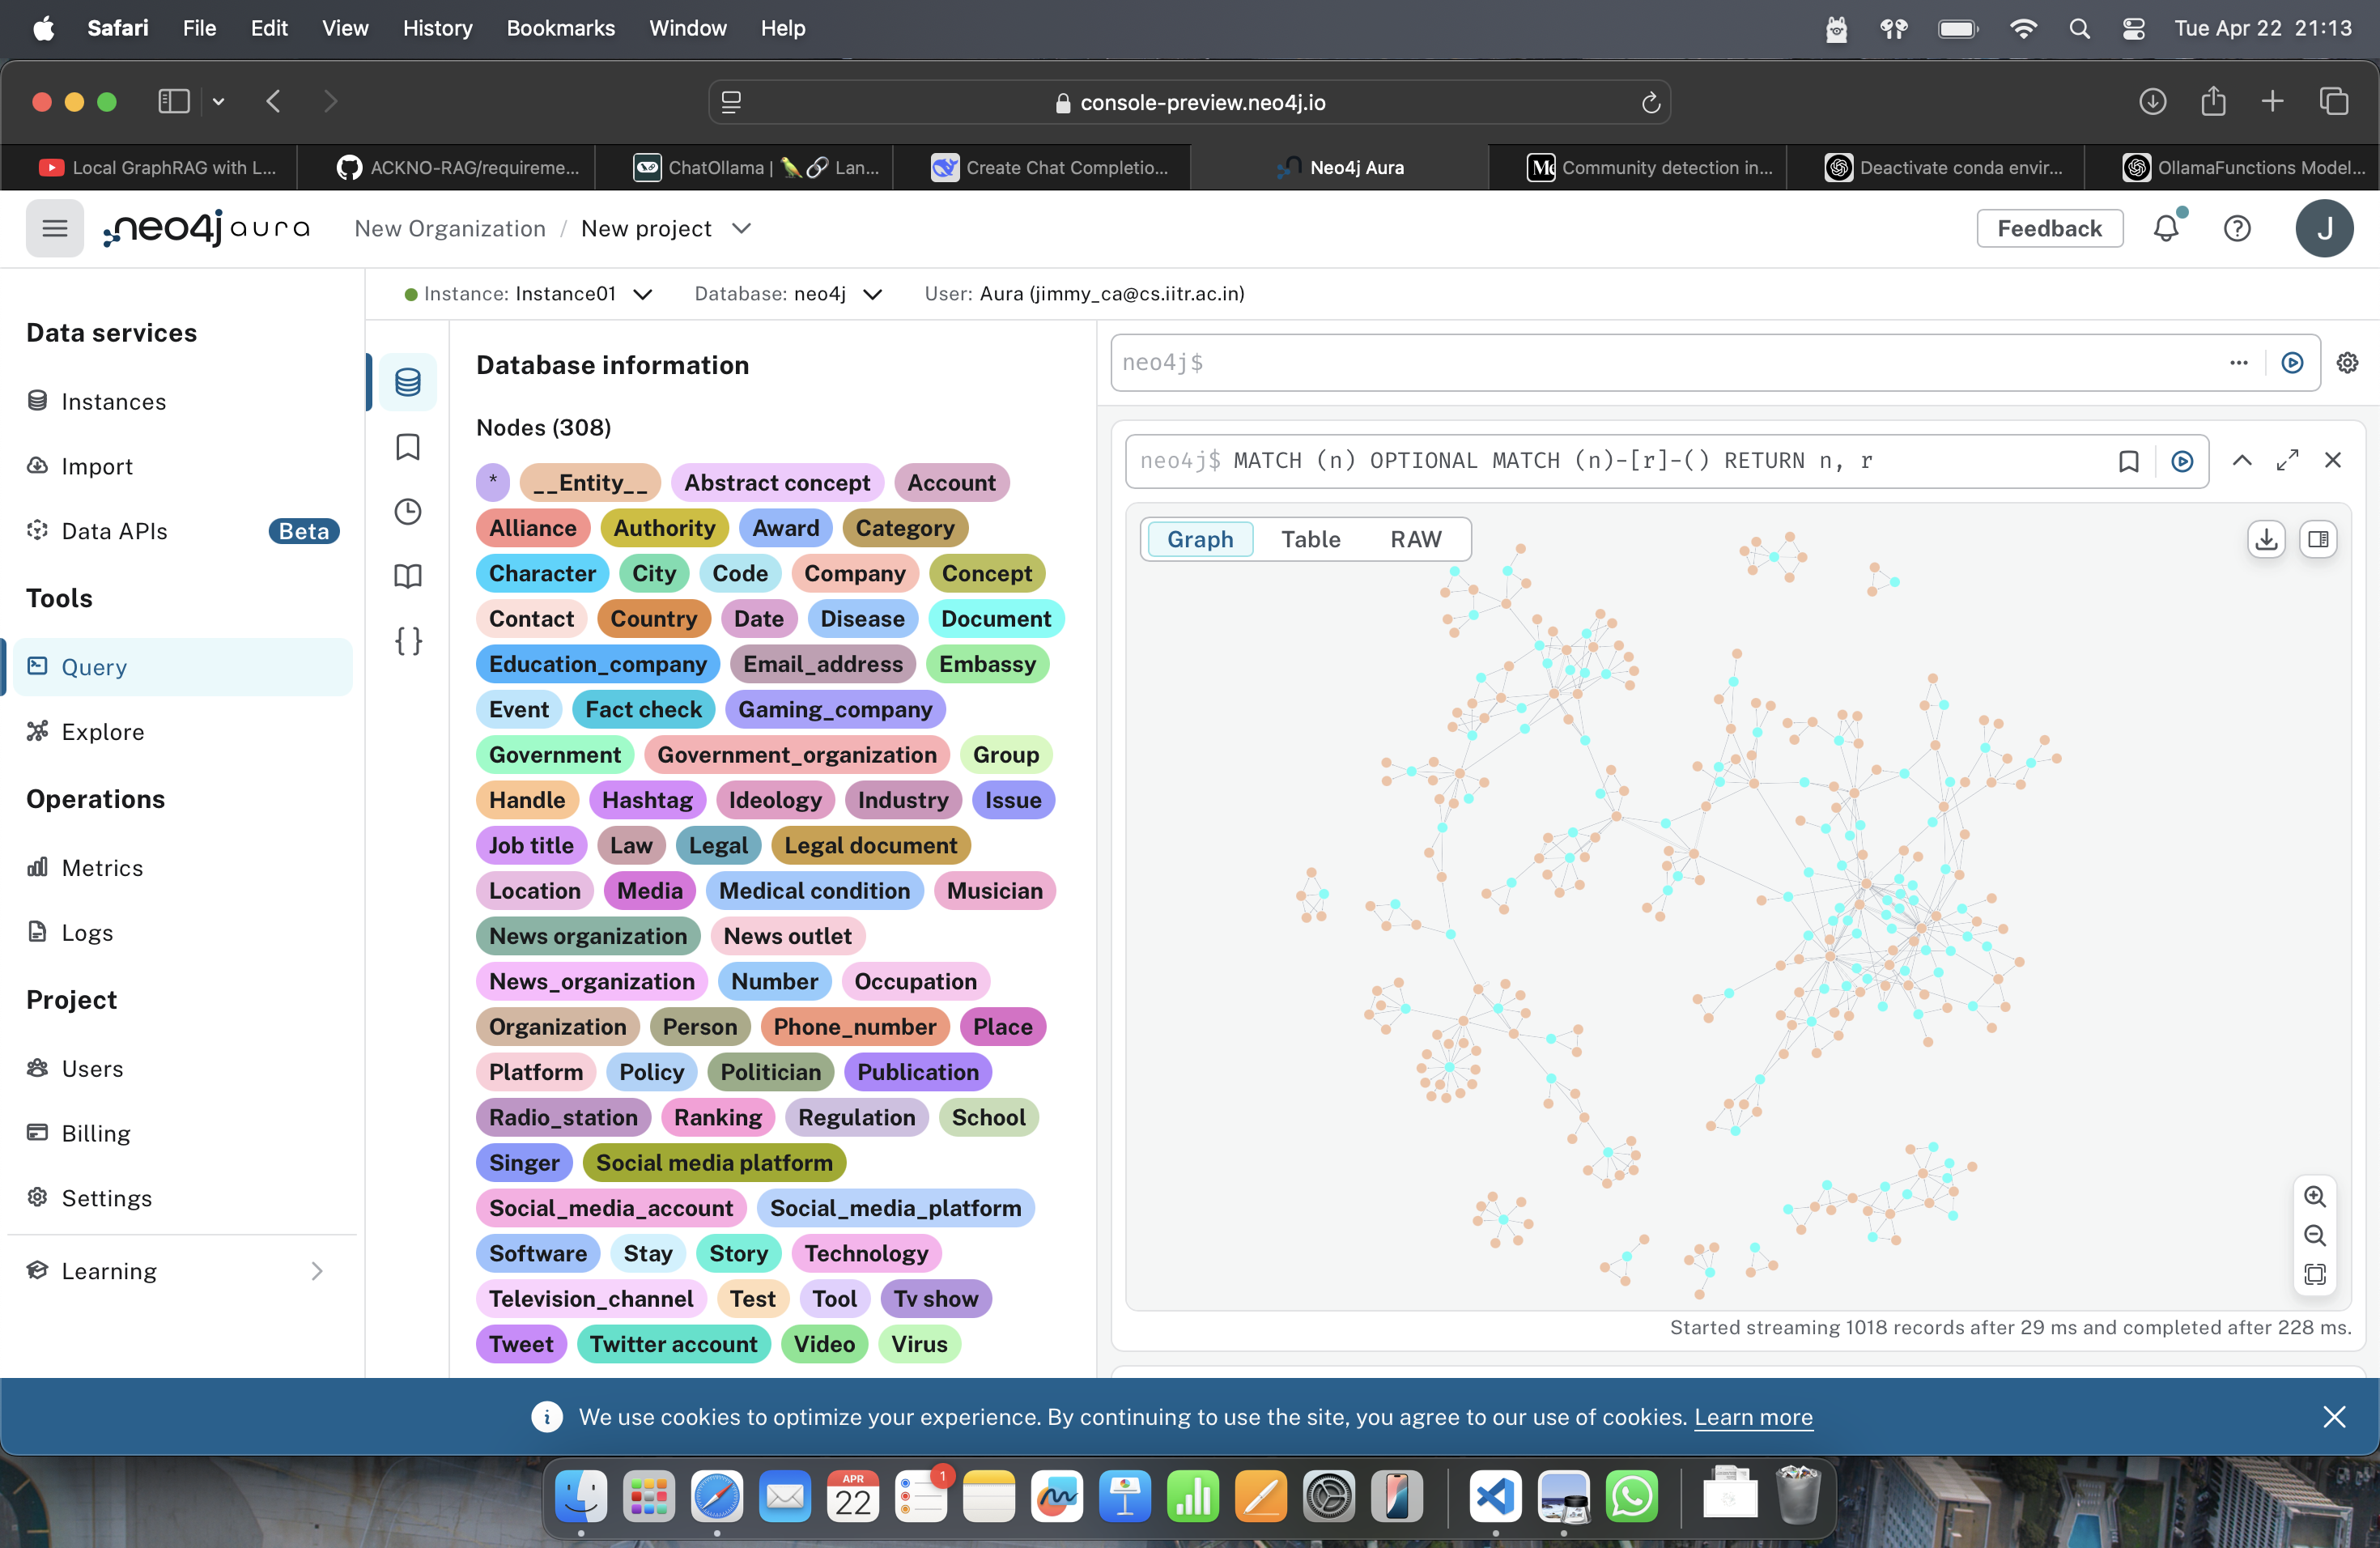 Safari File Edit View History Bookmarks Window Help Tue Apr 22 21:13
console-preview.neo4j.io
Local GraphRAG with L... ACKNO-RAG/requireme... ChatOllama | Lan... Create Chat Completio... Neo4j Aura Community detection in... Deactivate conda envir... OllamaFunctions Model...
neo4j aura New Organization / New project Feedback J
Instance: Instance01 Database: neo4j User: Aura (jimmy_ca@cs.iitr.ac.in)
Data services
Instances
Import
Data APIs Beta
Tools
Query
Explore
Operations
Metrics
Logs
Project
Users
Billing
Settings
Learning
Database information
Nodes (308)
* __Entity__ Abstract concept Account
Alliance Authority Award Category
Character City Code Company Concept
Contact Country Date Disease Document
Education_company Email_address Embassy
Event Fact check Gaming_company
Government Government_organization Group
Handle Hashtag Ideology Industry Issue
Job title Law Legal Legal document
Location Media Medical condition Musician
News organization News outlet
News_organization Number Occupation
Organization Person Phone_number Place
Platform Policy Politician Publication
Radio_station Ranking Regulation School
Singer Social media platform
Social_media_account Social_media_platform
Software Stay Story Technology
Television_channel Test Tool Tv show
Tweet Twitter account Video Virus
neo4j$
neo4j$ MATCH (n) OPTIONAL MATCH (n)-[r]-() RETURN n, r
Graph Table RAW
Started streaming 1018 records after 29 ms and completed after 228 ms.
We use cookies to optimize your experience. By continuing to use the site, you agree to our use of cookies. Learn more
APR
22
1